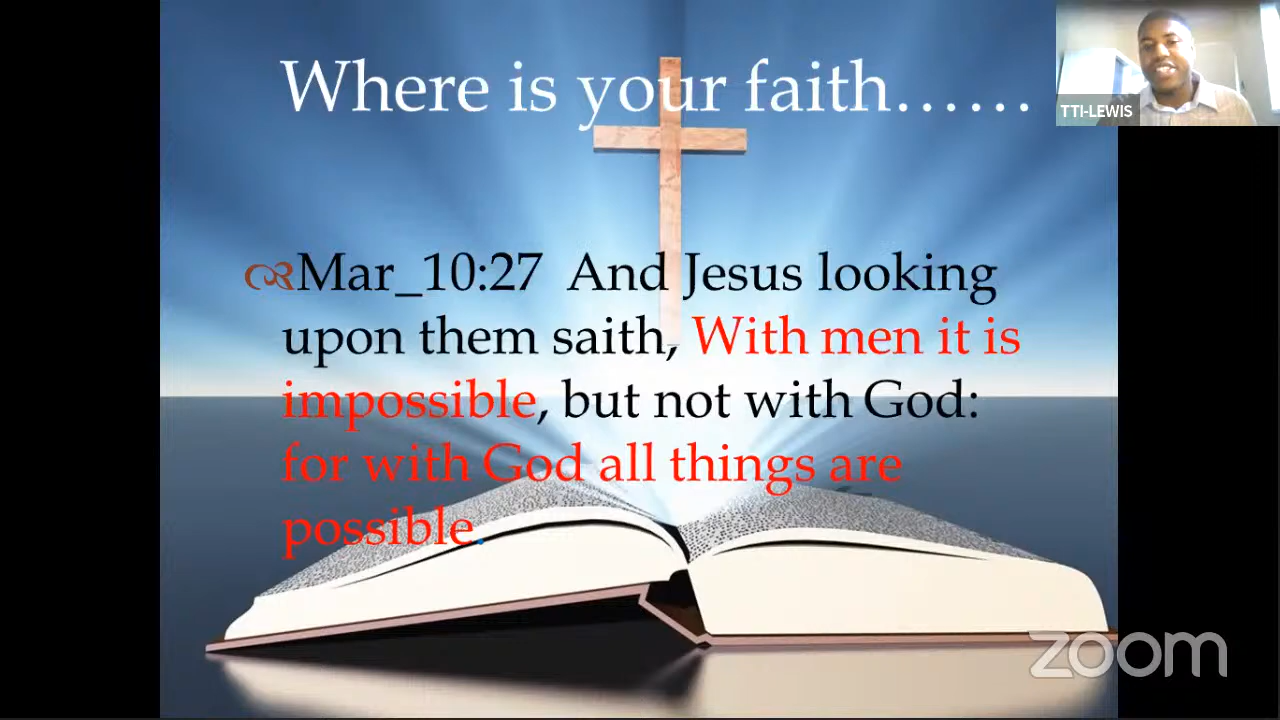 Where is your faith......
TTI-LEWIS
Mar_10:27 And Jesus looking
upon them saith, With men it is
impossible, but not with God:
for with God all things are
possible.
zoom